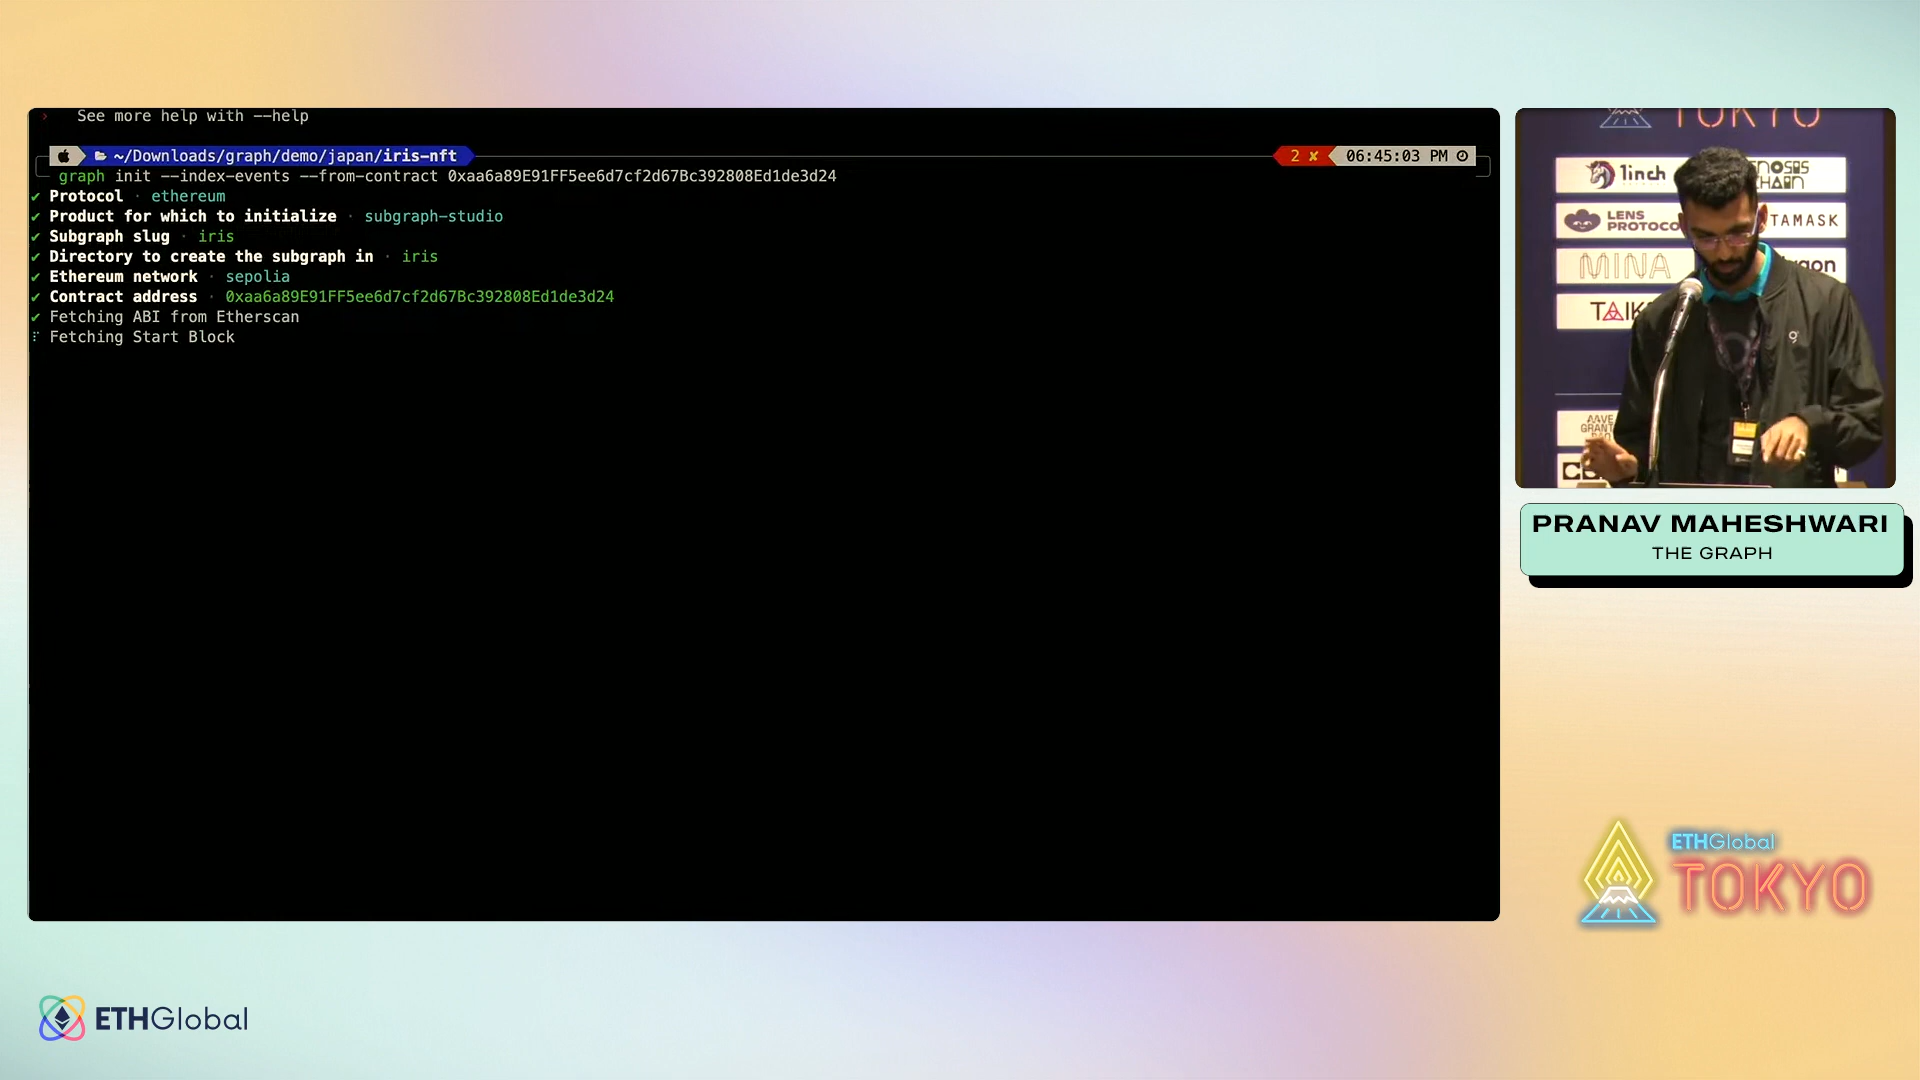 See more help with --help
~/Downloads/graph/demo/japan/iris-nft
2 ✘ 06:45:03 PM
graph init --index-events --from-contract 0xaa6a89E91FF5ee6d7cf2d67Bc392808Ed1de3d24
✔ Protocol · ethereum
✔ Product for which to initialize · subgraph-studio
✔ Subgraph slug · iris
✔ Directory to create the subgraph in · iris
✔ Ethereum network · sepolia
✔ Contract address · 0xaa6a89E91FF5ee6d7cf2d67Bc392808Ed1de3d24
✔ Fetching ABI from Etherscan
Fetching Start Block
TOKYO
1inch
LENS
MINA
PRANAV MAHESHWARI
THE GRAPH
ETHGlobal
TOKYO
ETHGlobal